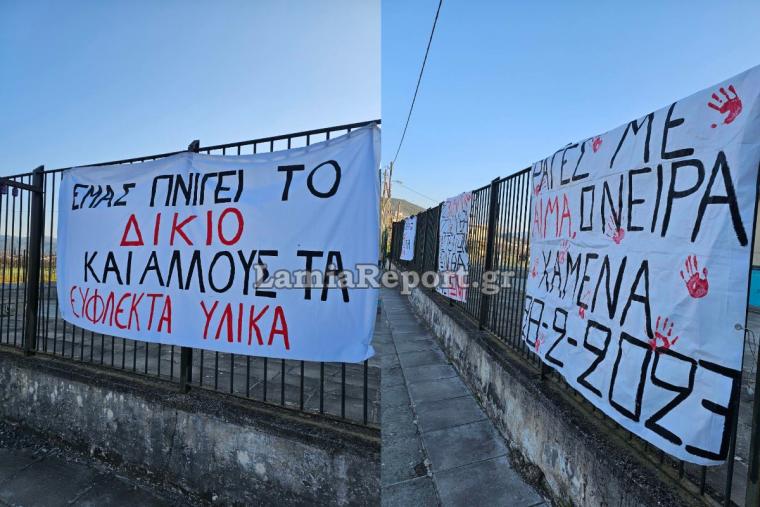 ΕΜΑΣ ΠΝΙΓΕΙ ΤΟ
ΔΙΚΙΟ
ΚΑΙ ΑΛΛΟΥΣ ΤΑ
ΕΥΦΛΕΚΤΑ ΥΛΙΚΑ
ΡΑΓΕΣ ΜΕ
ΑΙΜΑ, ΟΝΕΙΡΑ
ΧΑΜΕΝΑ
28-2-2023
LamiaReport.gr